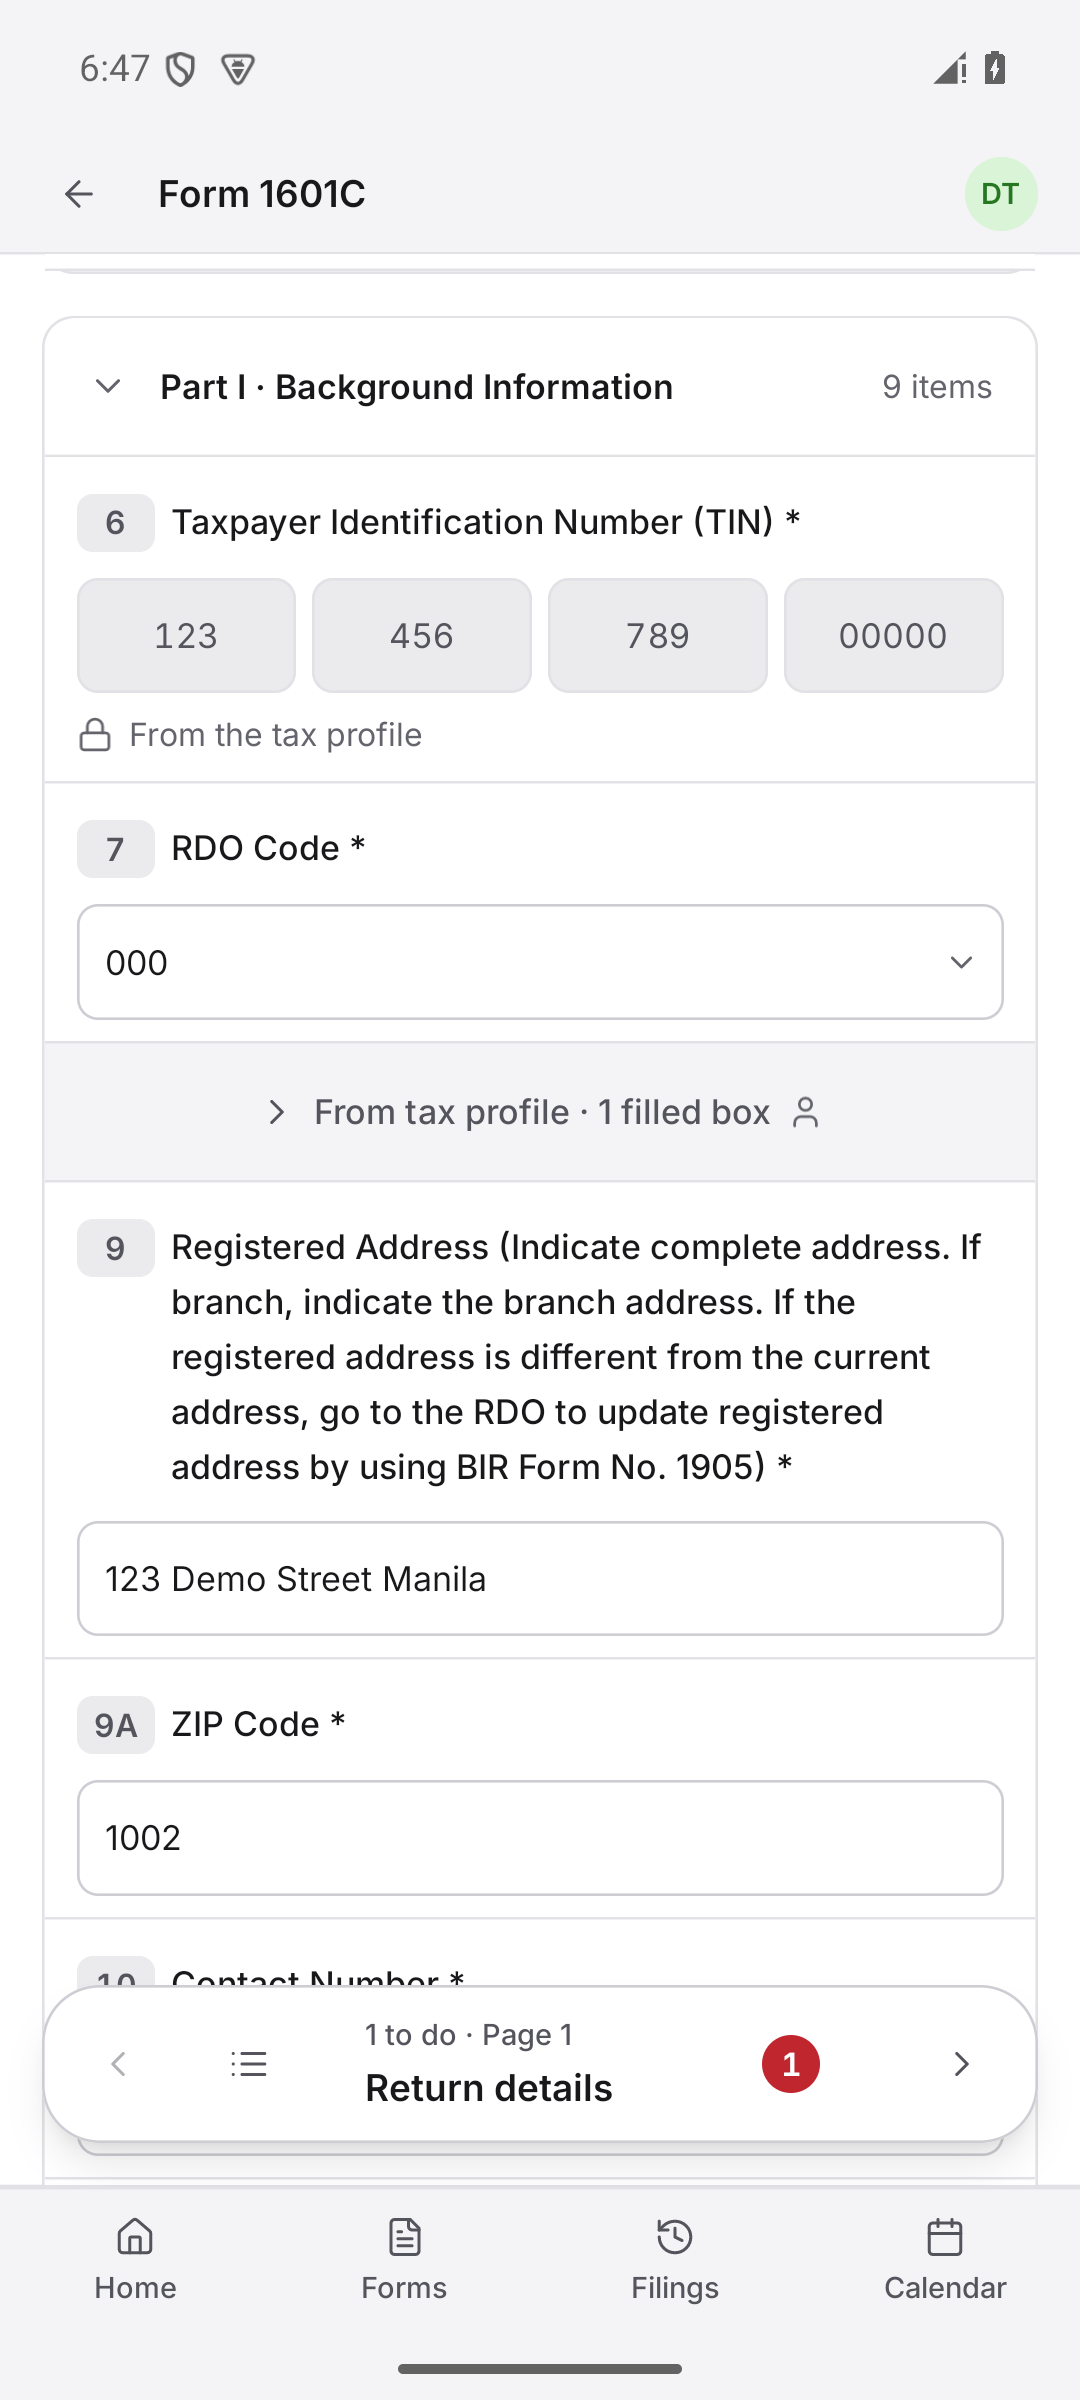 6:47
Form 1601C
DT
Part I · Background Information
9 items
6 Taxpayer Identification Number (TIN) *
123 456 789 00000
From the tax profile
7 RDO Code *
000
From tax profile · 1 filled box
9 Registered Address (Indicate complete address. If
branch, indicate the branch address. If the
registered address is different from the current
address, go to the RDO to update registered
address by using BIR Form No. 1905) *
123 Demo Street Manila
9A ZIP Code *
1002
10 Contact Number *
1 to do · Page 1
Return details
1
Home Forms Filings Calendar